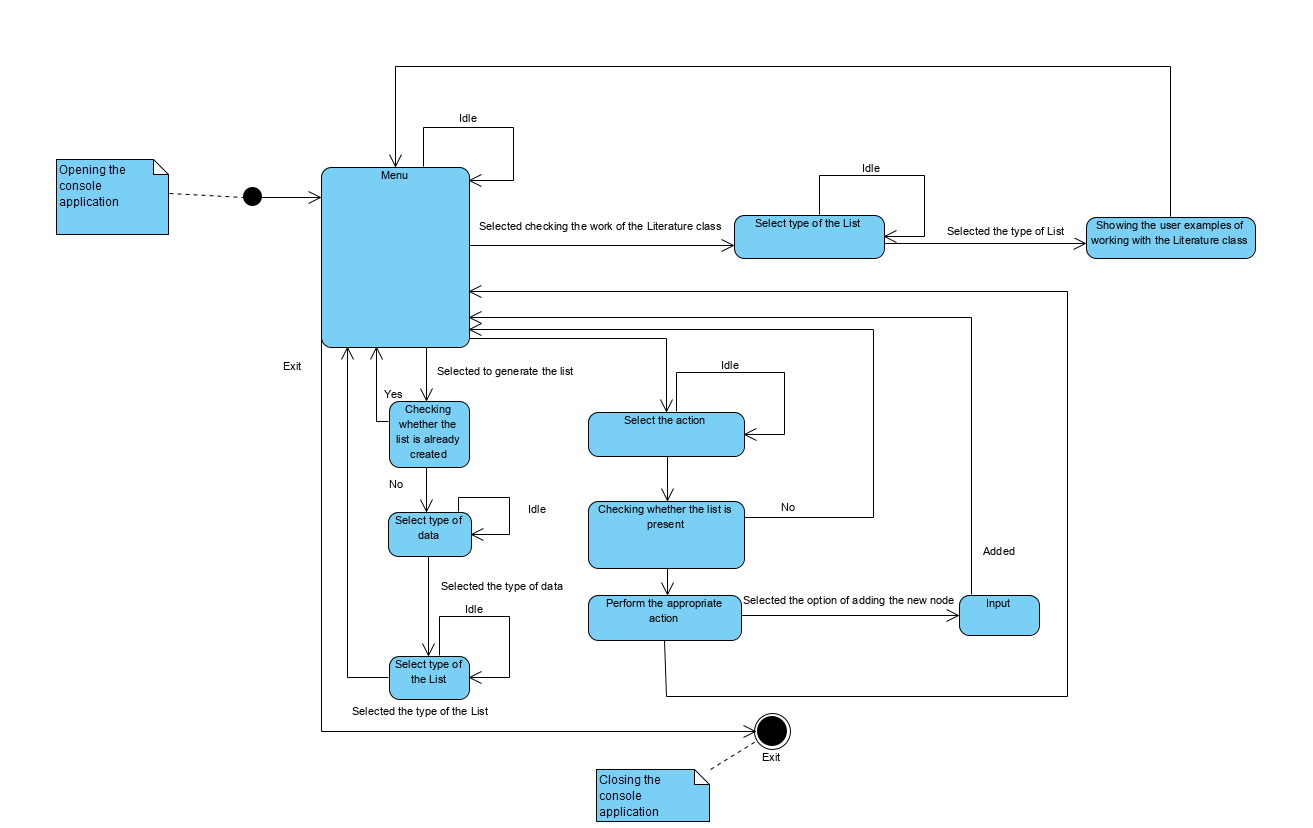 Idle
Opening the
console
application
Menu
Idle
Select type of the List
Selected checking the work of the Literature class
Selected the type of List
Showing the user examples of
working with the Literature class
Exit
Selected to generate the list
Idle
Yes
Checking
whether the
list is already
created
Select the action
No
Idle
Select type of
data
Checking whether the list is
present
No
Added
Selected the type of data
Idle
Perform the appropriate
action
Selected the option of adding the new node
Input
Select type of
the List
Selected the type of the List
Exit
Closing the
console
application